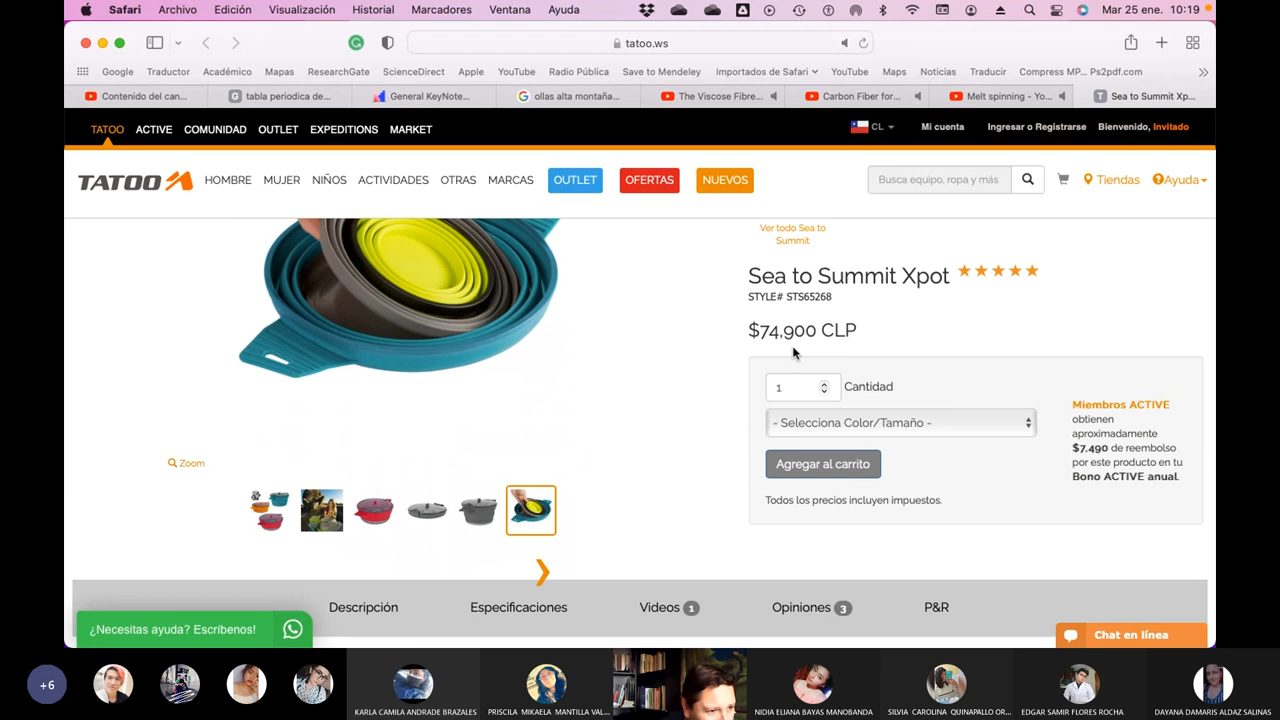 Safari Archivo Edición Visualización Historial Marcadores Ventana Ayuda Mar 25 ene. 10:19
tatoo.ws
Google Traductor Académico Mapas ResearchGate ScienceDirect Apple YouTube Radio Pública Save to Mendeley Importados de Safari YouTube Maps Noticias Traducir Compress MP... Ps2pdf.com
Contenido del can... tabla periodica de... General KeyNote... ollas alta montaña... The Viscose Fibre... Carbon Fiber for... Melt spinning - Yo... Sea to Summit Xp...
TATOO ACTIVE COMUNIDAD OUTLET EXPEDITIONS MARKET CL Mi cuenta Ingresar o Registrarse Bienvenido, Invitado
TATOO HOMBRE MUJER NIÑOS ACTIVIDADES OTRAS MARCAS OUTLET OFERTAS NUEVOS Busca equipo, ropa y más Tiendas Ayuda
Ver todo Sea to
Summit
Sea to Summit Xpot
STYLE# STS65268
$74,900 CLP
1 Cantidad
- Selecciona Color/Tamaño -
Agregar al carrito
Todos los precios incluyen impuestos.
Miembros ACTIVE
obtienen
aproximadamente
$7,490 de reembolso
por este producto en tu
Bono ACTIVE anual.
Zoom
Descripción Especificaciones Videos 1 Opiniones 3 P&R
¿Necesitas ayuda? Escríbenos!
Chat en línea
+6
KARLA CAMILA ANDRADE BRAZALES PRISCILA MIKAELA MANTILLA VAL... NIDIA ELIANA BAYAS MANOBANDA SILVIA CAROLINA QUINAPALLO OR... EDGAR SAMIR FLORES ROCHA DAYANA DAMARIS ALDAZ SALINAS